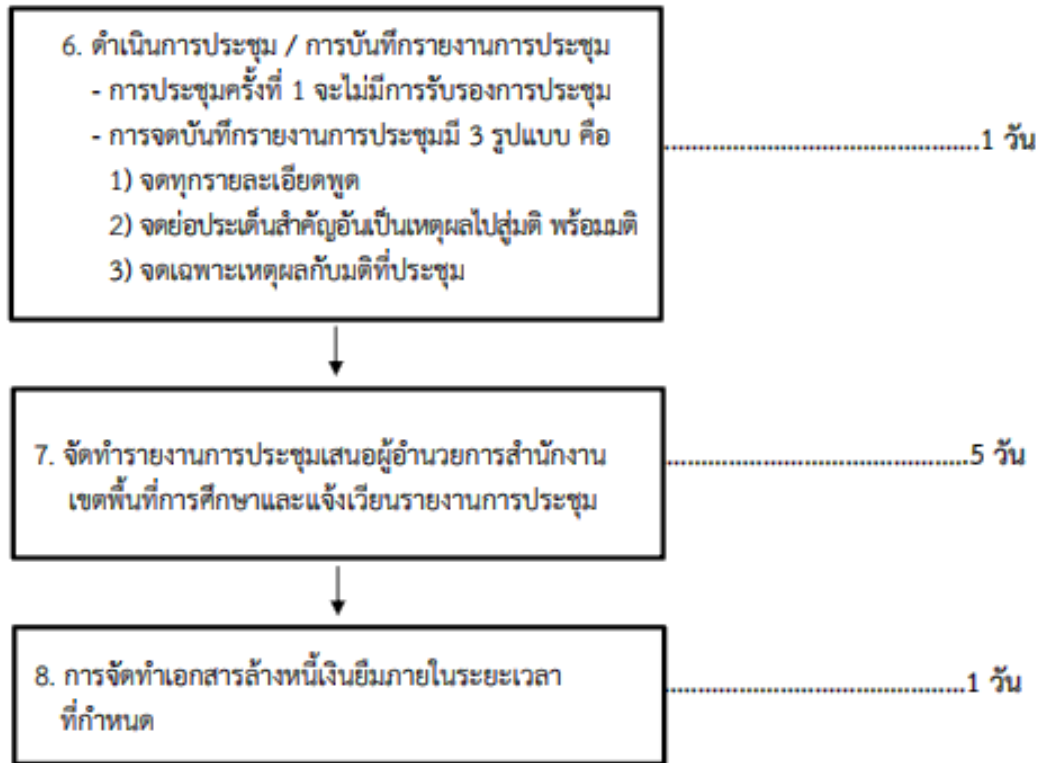 6. ดำเนินการประชุม / การบันทึกรายงานการประชุม
- การประชุมครั้งที่ 1 จะไม่มีการรับรองการประชุม
- การจดบันทึกรายงานการประชุมมี 3 รูปแบบ คือ
1) จดทุกรายละเอียดพูด
2) จดย่อประเด็นสำคัญอันเป็นเหตุผลไปสู่มติ พร้อมมติ
3) จดเฉพาะเหตุผลกับมติที่ประชุม
................................................1 วัน
7. จัดทำรายงานการประชุมเสนอผู้อำนวยการสำนักงาน
เขตพื้นที่การศึกษาและแจ้งเวียนรายงานการประชุม
..............................................5 วัน
8. การจัดทำเอกสารล้างหนี้เงินยืมภายในระยะเวลา
ที่กำหนด
..............................................1 วัน